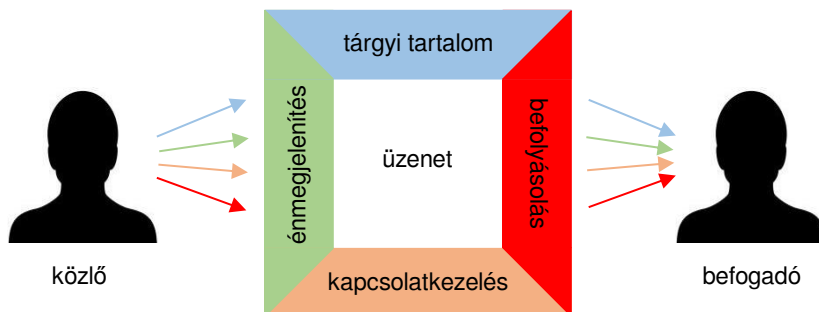 tárgyi tartalom
énmegjelenítés
üzenet
befolyásolás
kapcsolatkezelés
közlő
befogadó